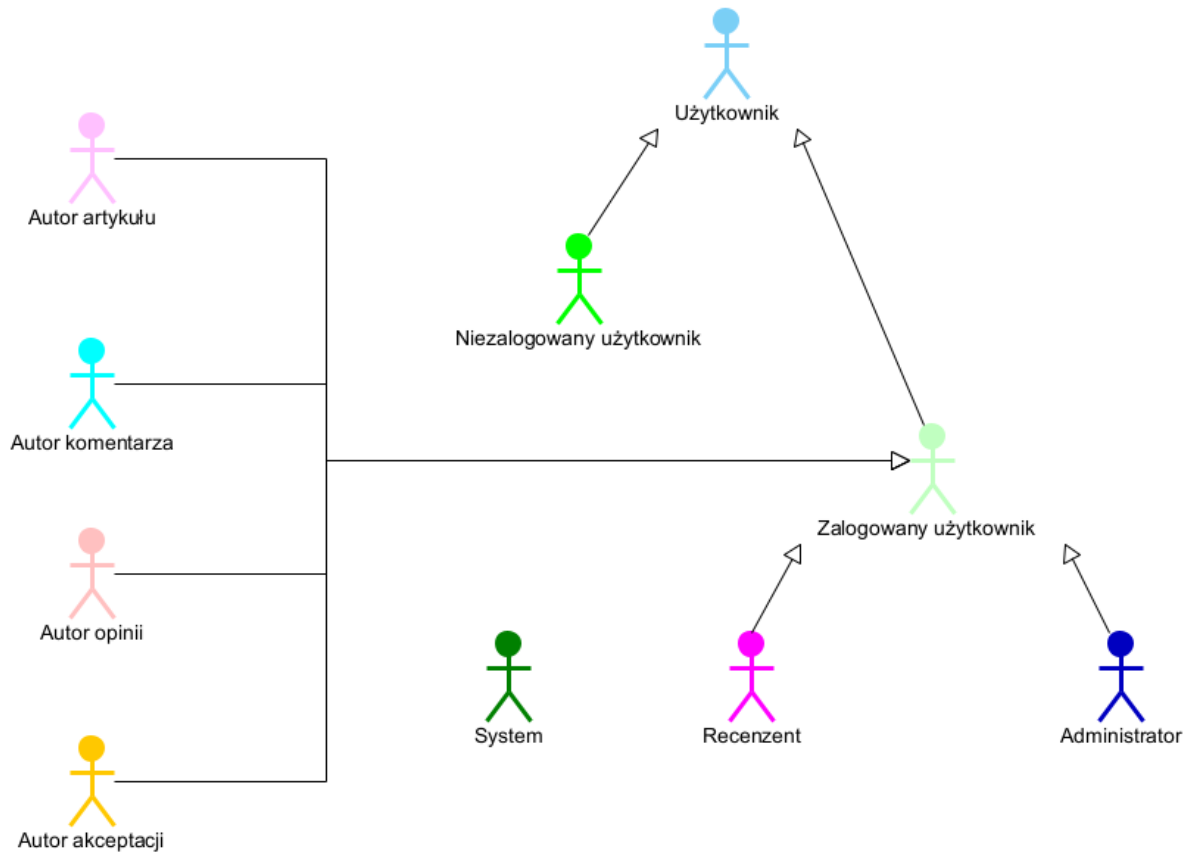 Użytkownik
Autor artykułu
Niezalogowany użytkownik
Autor komentarza
Zalogowany użytkownik
Autor opinii
System
Recenzent
Administrator
Autor akceptacji